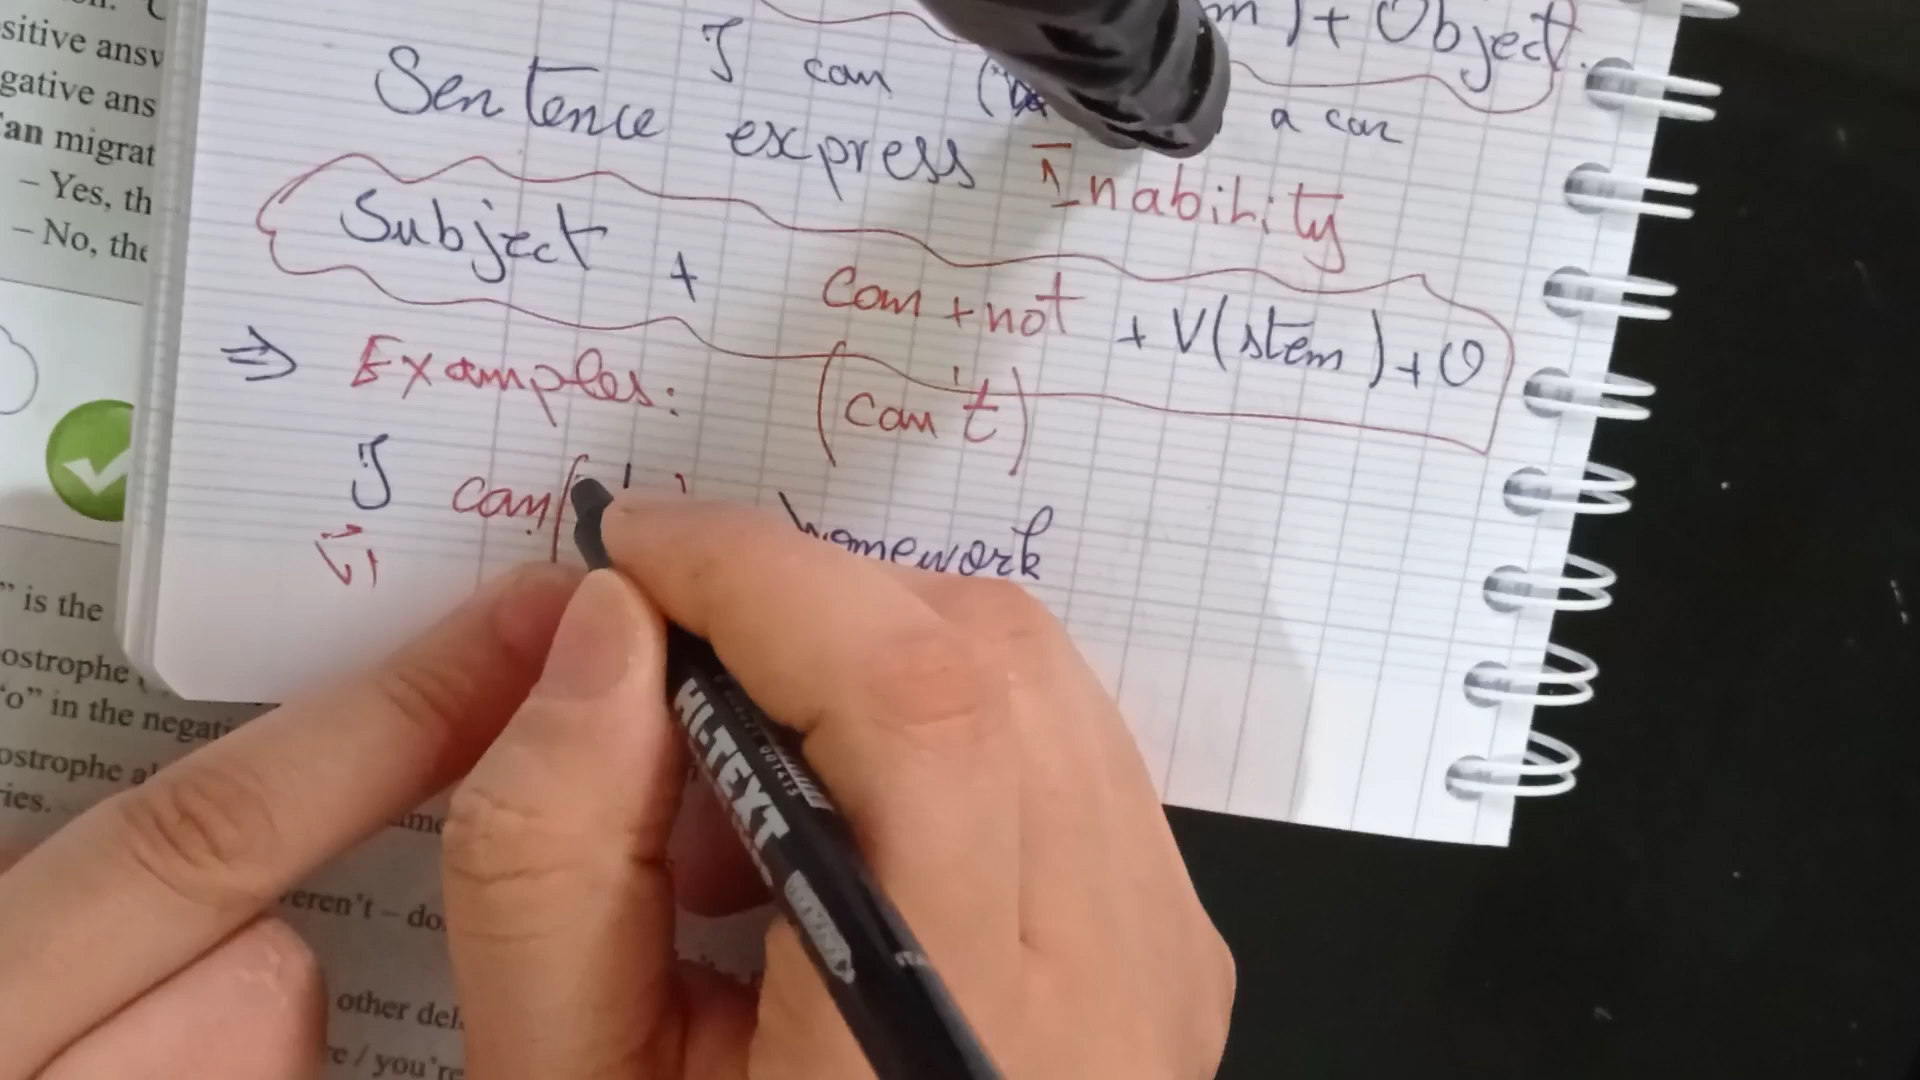 m) + Object.
I can ( a car
Sentence express Inability
Subject + can + not + V(stem) + O
(can't)
⇒ Examples:
I can ( homework
sitive answ
gative ans
an migrat
– Yes, th
– No, the
” is the
ostrophe (
“o” in the negati
ostrophe a
ries.
ame
eren't – do
other del
re / you're
HI-TEXT